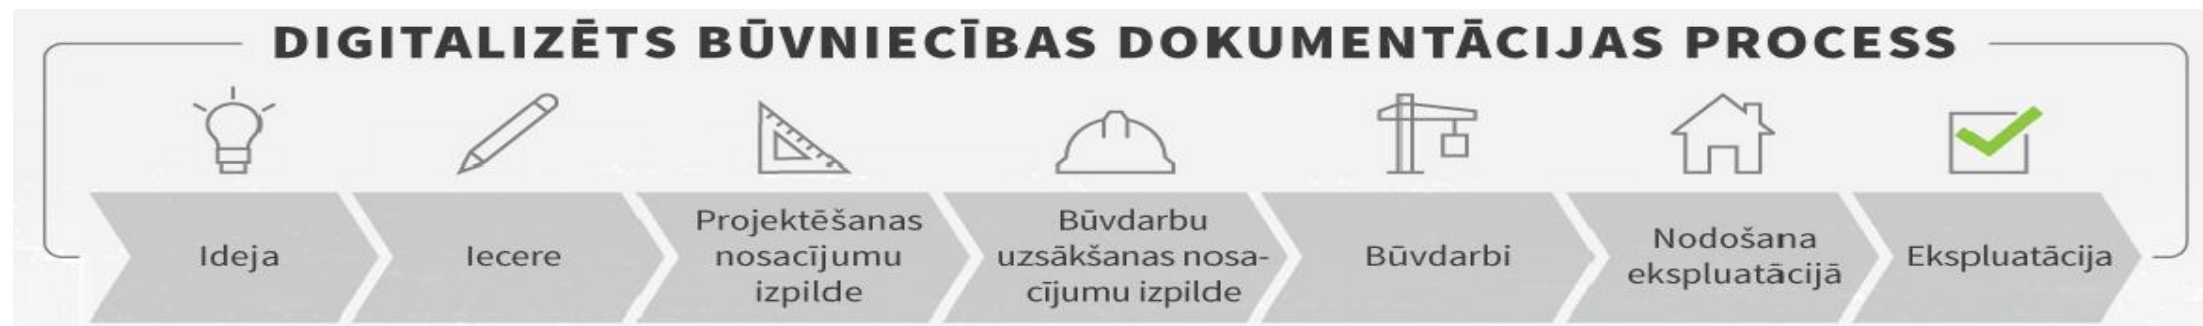 DIGITALIZĒTS BŪVNIECĪBAS DOKUMENTĀCIJAS PROCESS
Ideja
Iecere
Projektēšanas
nosacījumu
izpilde
Būvdarbu
uzsākšanas nosa-
cījumu izpilde
Būvdarbi
Nodošana
ekspluatācijā
Ekspluatācija